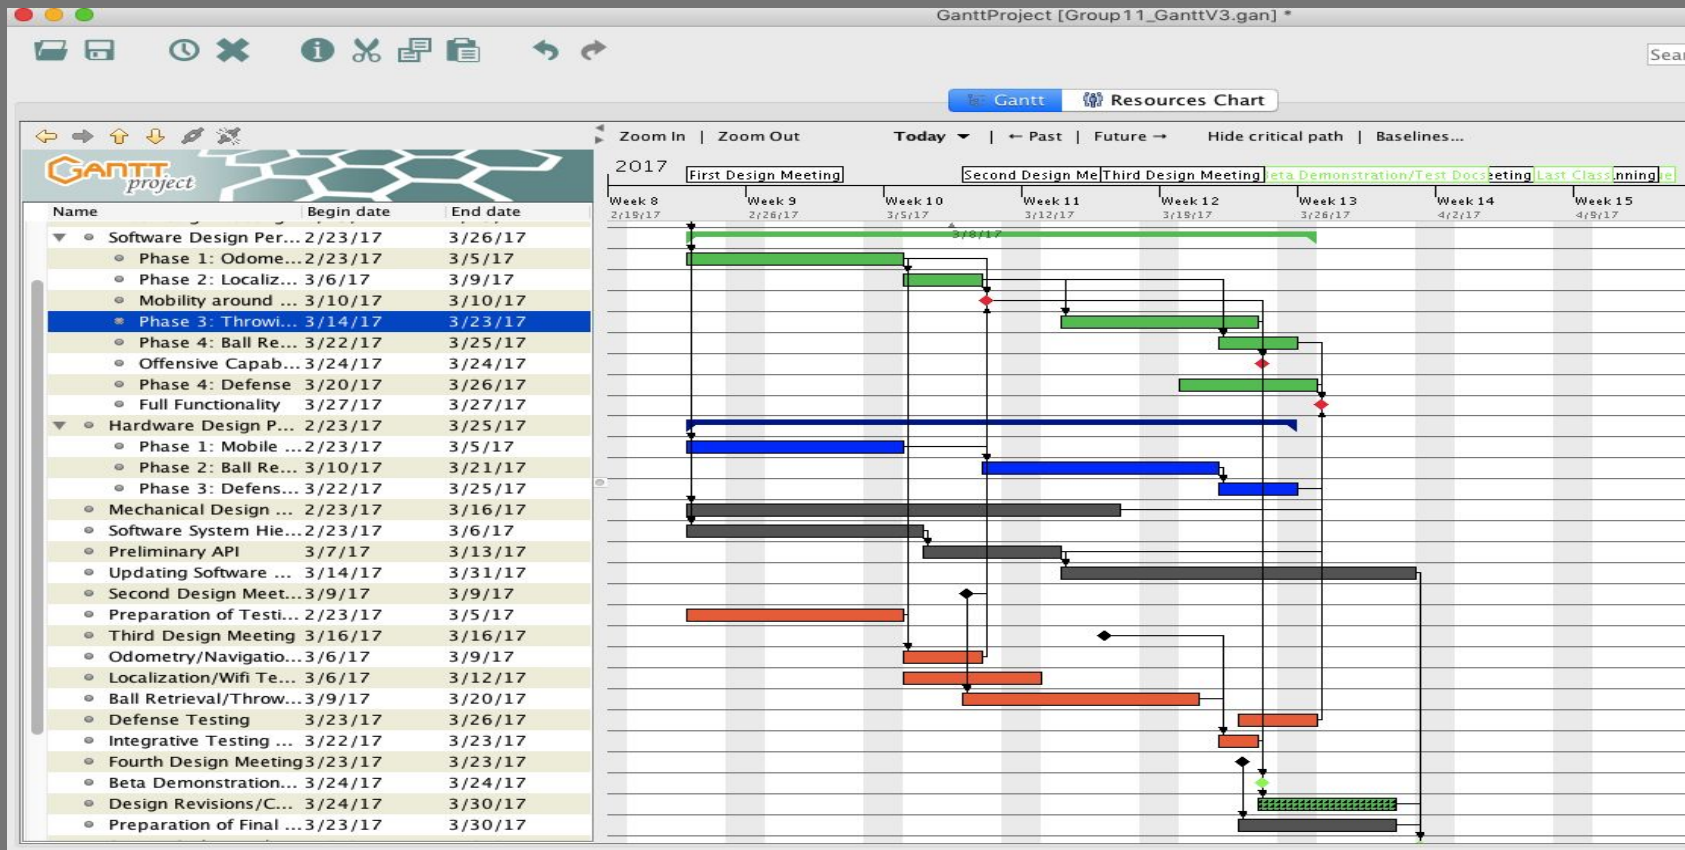 GanttProject [Group11_GanttV3.gan] *
Sear
Gantt
Resources Chart
Zoom In | Zoom Out Today | ← Past | Future → Hide critical path | Baselines...
GANTT project
2017
First Design Meeting Second Design Me Third Design Meeting Beta Demonstration/Test Docs eeting Last Class nning
Week 8 Week 9 Week 10 Week 11 Week 12 Week 13 Week 14 Week 15
2/19/17 2/26/17 3/5/17 3/12/17 3/19/17 3/26/17 4/2/17 4/9/17
Name Begin date End date
3/8/17
Software Design Per... 2/23/17 3/26/17
Phase 1: Odome... 2/23/17 3/5/17
Phase 2: Localiz... 3/6/17 3/9/17
Mobility around ... 3/10/17 3/10/17
Phase 3: Throwi... 3/14/17 3/23/17
Phase 4: Ball Re... 3/22/17 3/25/17
Offensive Capab... 3/24/17 3/24/17
Phase 4: Defense 3/20/17 3/26/17
Full Functionality 3/27/17 3/27/17
Hardware Design P... 2/23/17 3/25/17
Phase 1: Mobile ... 2/23/17 3/5/17
Phase 2: Ball Re... 3/10/17 3/21/17
Phase 3: Defens... 3/22/17 3/25/17
Mechanical Design ... 2/23/17 3/16/17
Software System Hie... 2/23/17 3/6/17
Preliminary API 3/7/17 3/13/17
Updating Software ... 3/14/17 3/31/17
Second Design Meet... 3/9/17 3/9/17
Preparation of Testi... 2/23/17 3/5/17
Third Design Meeting 3/16/17 3/16/17
Odometry/Navigatio... 3/6/17 3/9/17
Localization/Wifi Te... 3/6/17 3/12/17
Ball Retrieval/Throw... 3/9/17 3/20/17
Defense Testing 3/23/17 3/26/17
Integrative Testing ... 3/22/17 3/23/17
Fourth Design Meeting 3/23/17 3/23/17
Beta Demonstration... 3/24/17 3/24/17
Design Revisions/C... 3/24/17 3/30/17
Preparation of Final ... 3/23/17 3/30/17